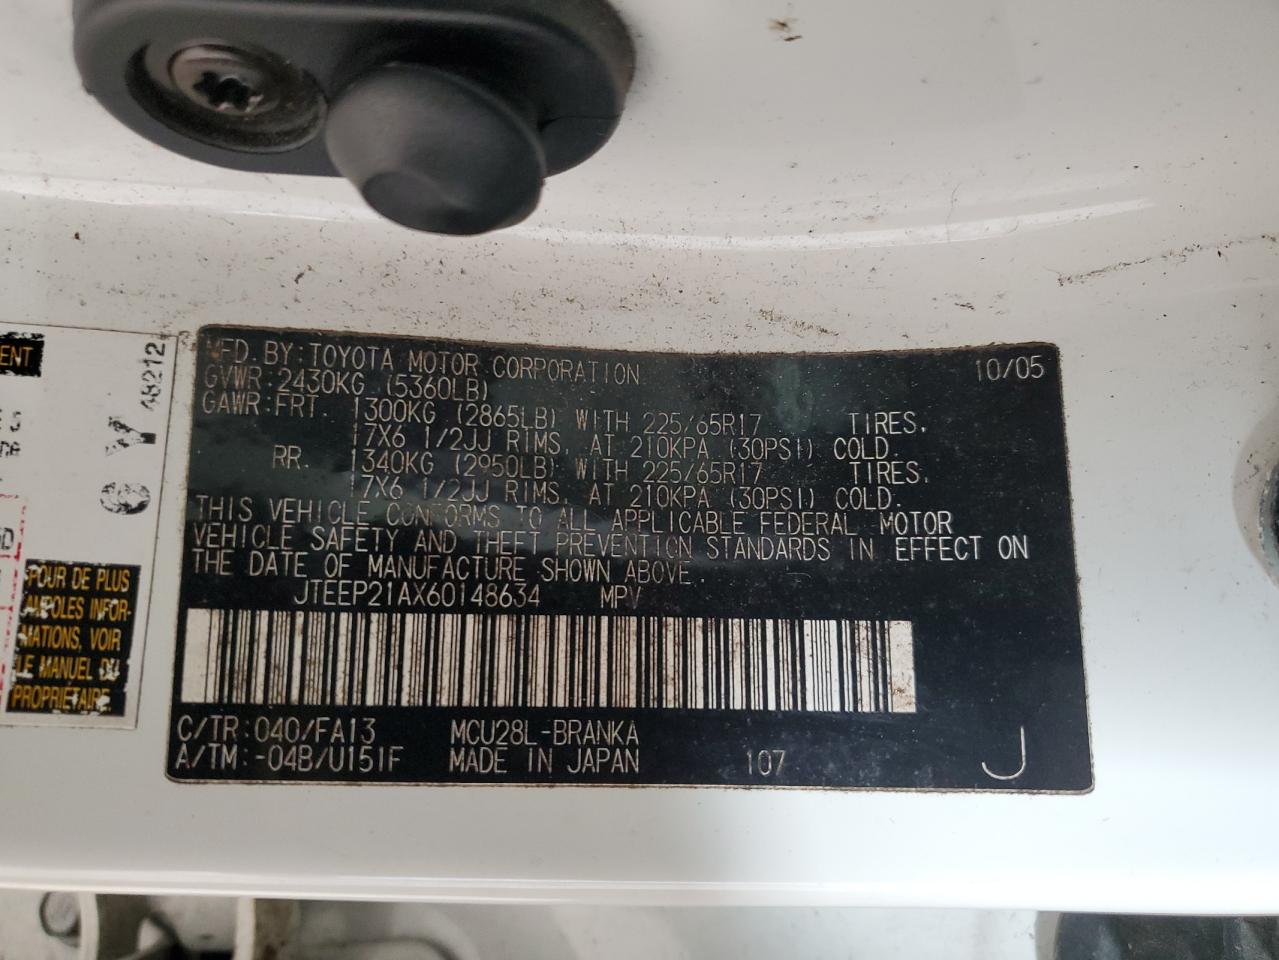 MFD. BY: TOYOTA MOTOR CORPORATION 10/05
GVWR: 2430KG (5360LB)
GAWR: FRT. 1300KG (2865LB) WITH 225/65R17 TIRES.
17X6 1/2JJ RIMS, AT 210KPA (30PSI) COLD.
RR. 1340KG (2950LB) WITH 225/65R17 TIRES.
17X6 1/2JJ RIMS, AT 210KPA (30PSI) COLD.
THIS VEHICLE CONFORMS TO ALL APPLICABLE FEDERAL MOTOR
VEHICLE SAFETY AND THEFT PREVENTION STANDARDS IN EFFECT ON
THE DATE OF MANUFACTURE SHOWN ABOVE.
JTEEP21AX60148634 MPV
C/TR: 040/FA13 MCU28L-BRANKA
A/TM: -04B/U151F MADE IN JAPAN 107 J
48212
POUR DE PLUS
AMPLES INFOR-
MATIONS, VOIR
LE MANUEL DU
PROPRIÉTAIRE